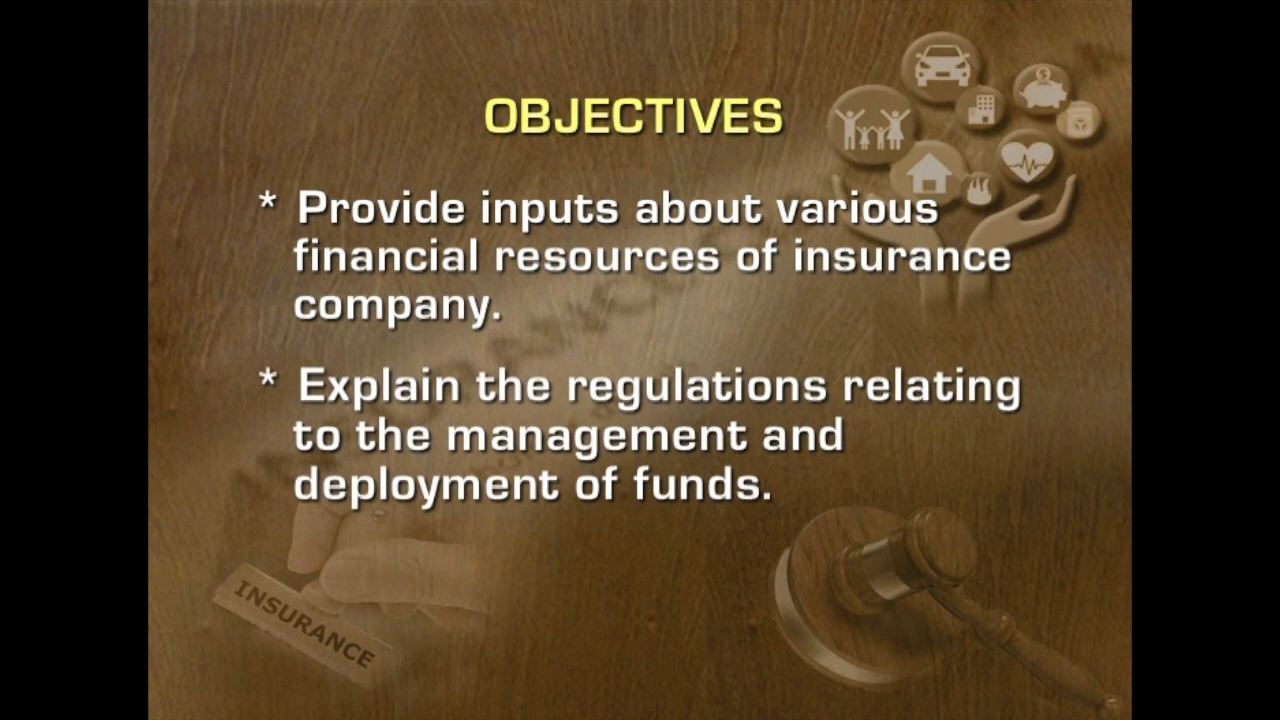 OBJECTIVES
* Provide inputs about various
financial resources of insurance
company.
* Explain the regulations relating
to the management and
deployment of funds.
INSURANCE